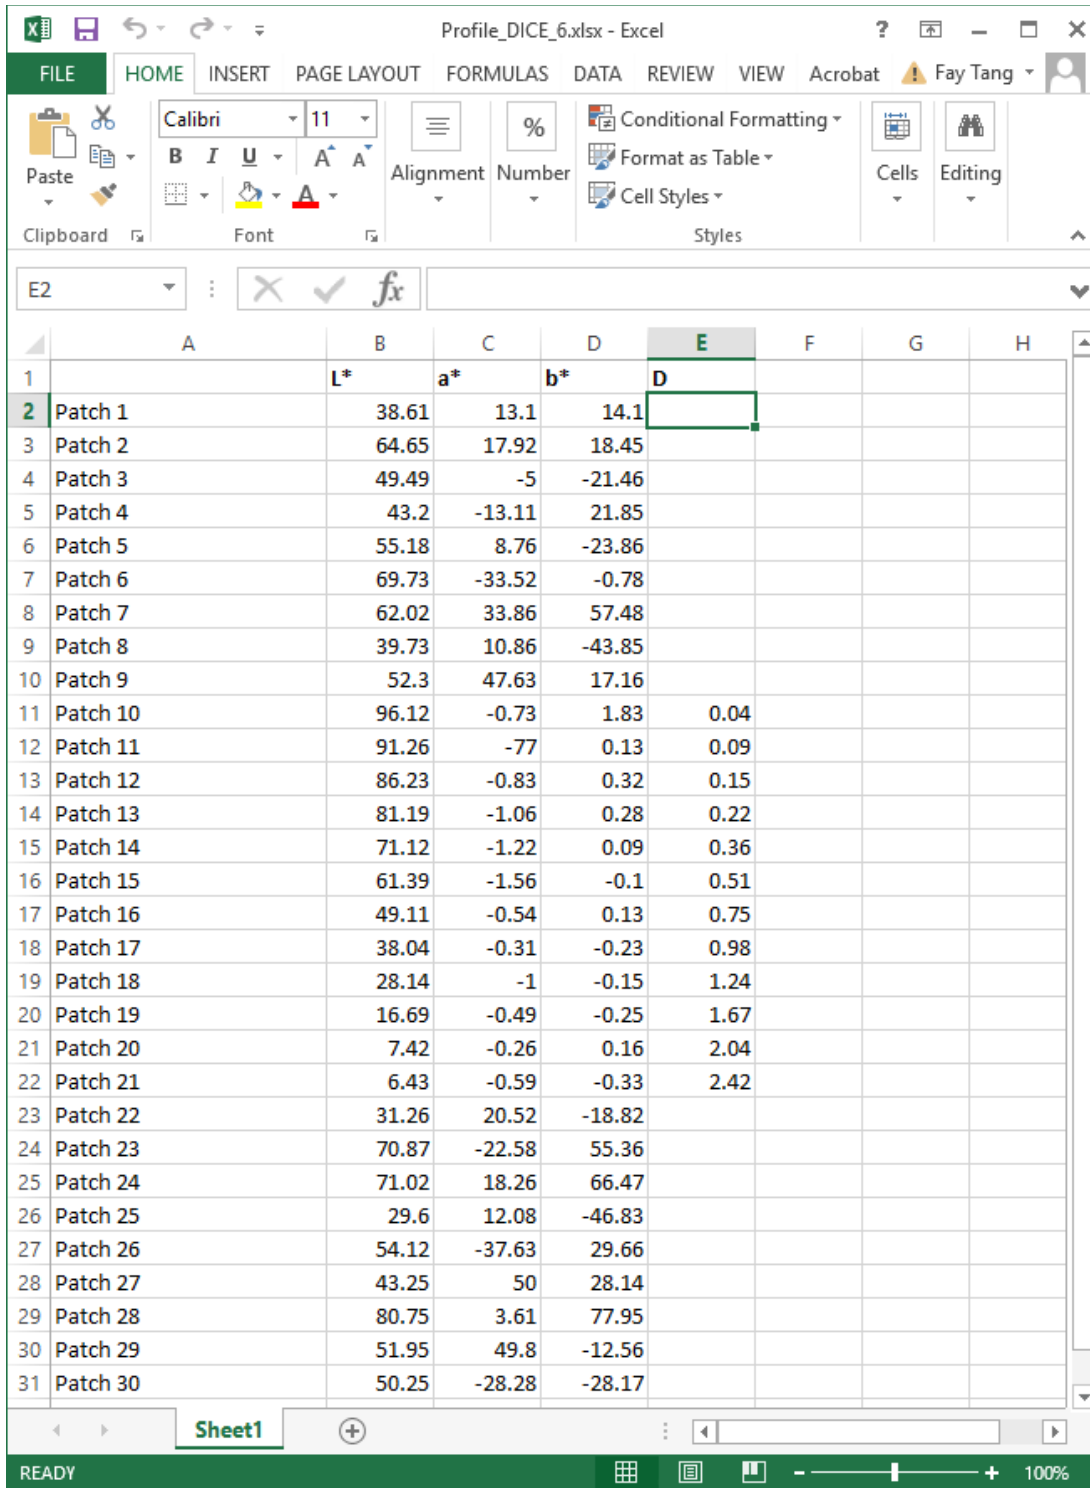 Profile_DICE_6.xlsx - Excel ?
FILE HOME INSERT PAGE LAYOUT FORMULAS DATA REVIEW VIEW Acrobat Fay Tang
Calibri 11 % Conditional Formatting
B I U A A Format as Table
Paste Alignment Number Cell Styles Cells Editing
Clipboard Font Styles
E2 fx
A B C D E F G H
1 L* a* b* D
2 Patch 1 38.61 13.1 14.1
3 Patch 2 64.65 17.92 18.45
4 Patch 3 49.49 -5 -21.46
5 Patch 4 43.2 -13.11 21.85
6 Patch 5 55.18 8.76 -23.86
7 Patch 6 69.73 -33.52 -0.78
8 Patch 7 62.02 33.86 57.48
9 Patch 8 39.73 10.86 -43.85
10 Patch 9 52.3 47.63 17.16
11 Patch 10 96.12 -0.73 1.83 0.04
12 Patch 11 91.26 -77 0.13 0.09
13 Patch 12 86.23 -0.83 0.32 0.15
14 Patch 13 81.19 -1.06 0.28 0.22
15 Patch 14 71.12 -1.22 0.09 0.36
16 Patch 15 61.39 -1.56 -0.1 0.51
17 Patch 16 49.11 -0.54 0.13 0.75
18 Patch 17 38.04 -0.31 -0.23 0.98
19 Patch 18 28.14 -1 -0.15 1.24
20 Patch 19 16.69 -0.49 -0.25 1.67
21 Patch 20 7.42 -0.26 0.16 2.04
22 Patch 21 6.43 -0.59 -0.33 2.42
23 Patch 22 31.26 20.52 -18.82
24 Patch 23 70.87 -22.58 55.36
25 Patch 24 71.02 18.26 66.47
26 Patch 25 29.6 12.08 -46.83
27 Patch 26 54.12 -37.63 29.66
28 Patch 27 43.25 50 28.14
29 Patch 28 80.75 3.61 77.95
30 Patch 29 51.95 49.8 -12.56
31 Patch 30 50.25 -28.28 -28.17
Sheet1
READY 100%